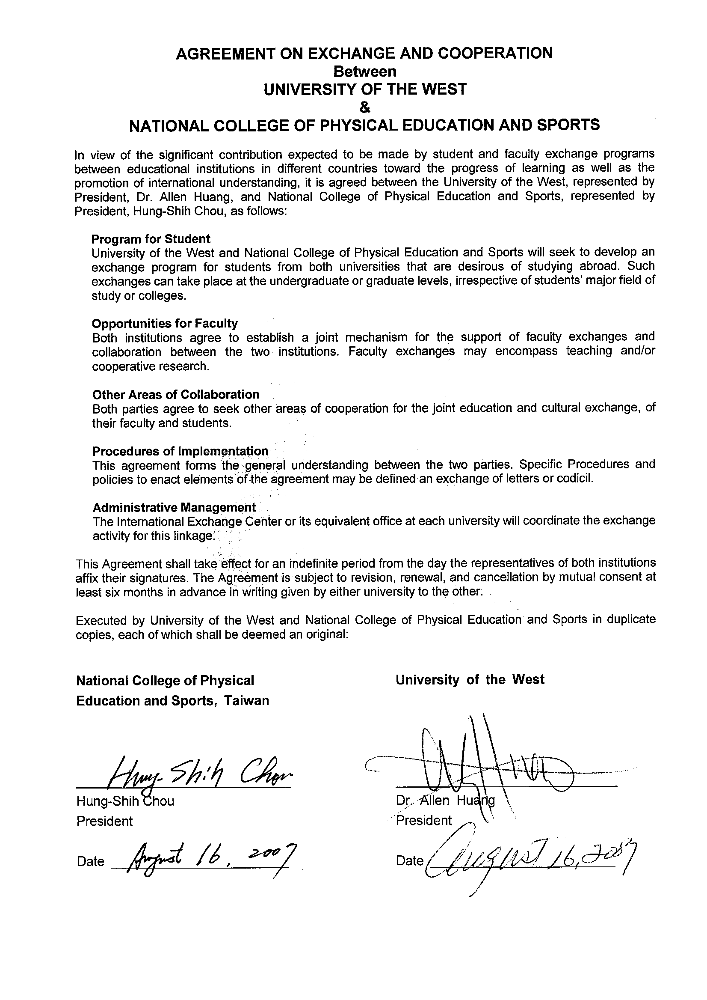 AGREEMENT ON EXCHANGE AND COOPERATION
Between
UNIVERSITY OF THE WEST
&
NATIONAL COLLEGE OF PHYSICAL EDUCATION AND SPORTS
In view of the significant contribution expected to be made by student and faculty exchange programs
between educational institutions in different countries toward the progress of learning as well as the
promotion of international understanding, it is agreed between the University of the West, represented by
President, Dr. Allen Huang, and National College of Physical Education and Sports, represented by
President, Hung-Shih Chou, as follows:
Program for Student
University of the West and National College of Physical Education and Sports will seek to develop an
exchange program for students from both universities that are desirous of studying abroad. Such
exchanges can take place at the undergraduate or graduate levels, irrespective of students' major field of
study or colleges.
Opportunities for Faculty
Both institutions agree to establish a joint mechanism for the support of faculty exchanges and
collaboration between the two institutions. Faculty exchanges may encompass teaching and/or
cooperative research.
Other Areas of Collaboration
Both parties agree to seek other areas of cooperation for the joint education and cultural exchange, of
their faculty and students.
Procedures of Implementation
This agreement forms the general understanding between the two parties. Specific Procedures and
policies to enact elements of the agreement may be defined an exchange of letters or codicil.
Administrative Management
The International Exchange Center or its equivalent office at each university will coordinate the exchange
activity for this linkage.
This Agreement shall take effect for an indefinite period from the day the representatives of both institutions
affix their signatures. The Agreement is subject to revision, renewal, and cancellation by mutual consent at
least six months in advance in writing given by either university to the other.
Executed by University of the West and National College of Physical Education and Sports in duplicate
copies, each of which shall be deemed an original:
National College of Physical
Education and Sports, Taiwan
Hung-Shih Chou
Hung-Shih Chou
President
Date August 16, 2007
University of the West
Dr. Allen Huang
President
Date August 16, 2007